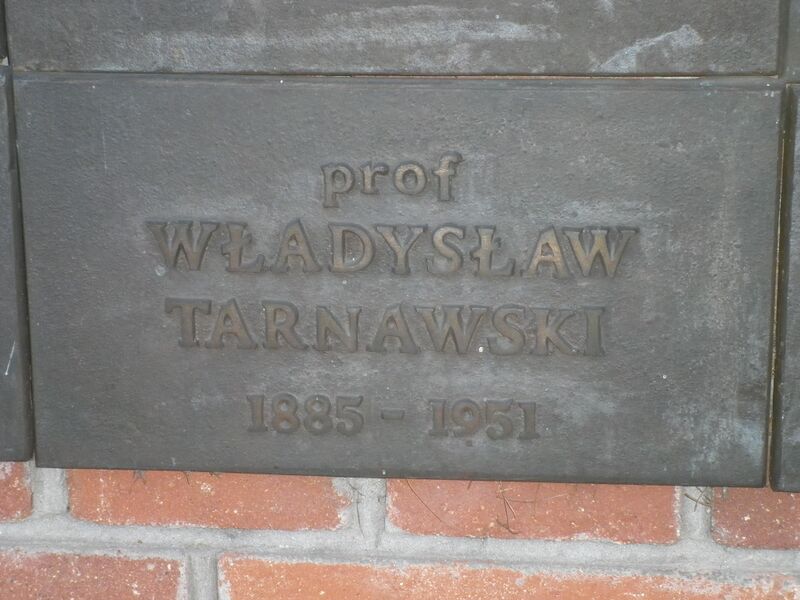 prof
WŁADYSŁAW
TARNAWSKI
1885 - 1951